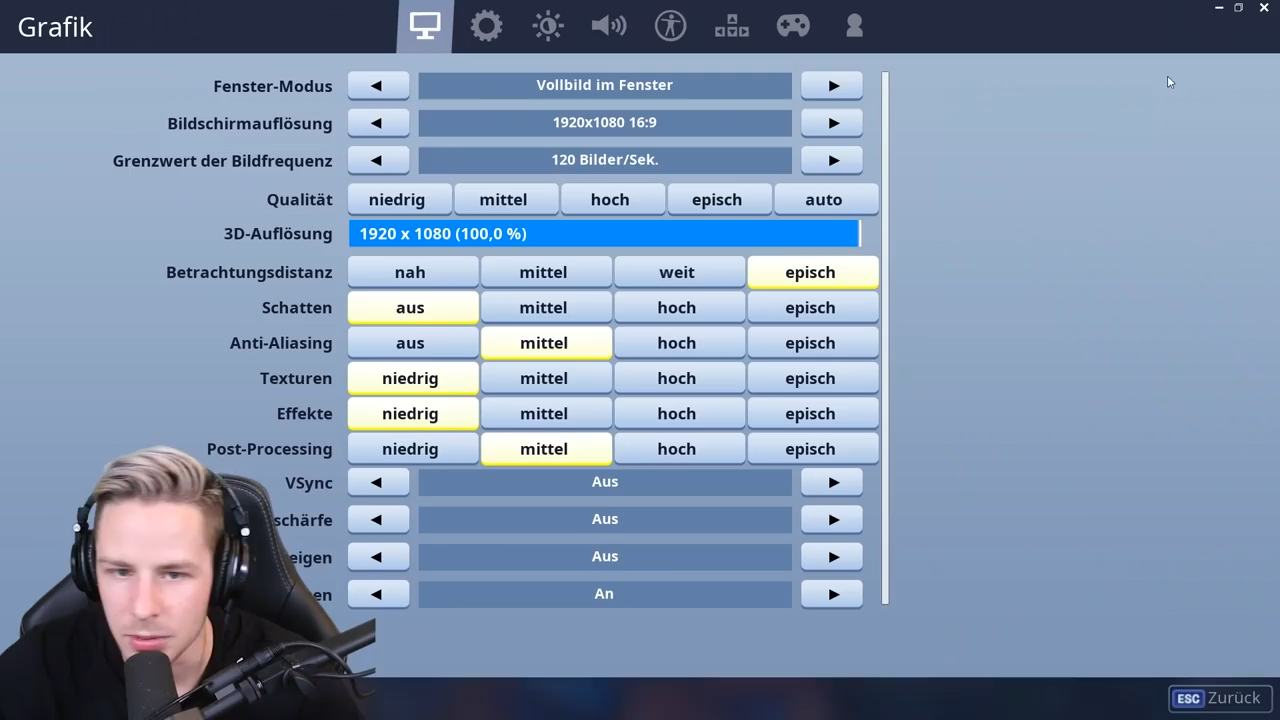 Grafik
Fenster-Modus Vollbild im Fenster
Bildschirmauflösung 1920x1080 16:9
Grenzwert der Bildfrequenz 120 Bilder/Sek.
Qualität niedrig mittel hoch episch auto
3D-Auflösung 1920 x 1080 (100,0 %)
Betrachtungsdistanz nah mittel weit episch
Schatten aus mittel hoch episch
Anti-Aliasing aus mittel hoch episch
Texturen niedrig mittel hoch episch
Effekte niedrig mittel hoch episch
Post-Processing niedrig mittel hoch episch
VSync Aus
schärfe Aus
eigen Aus
en An
ESC Zurück